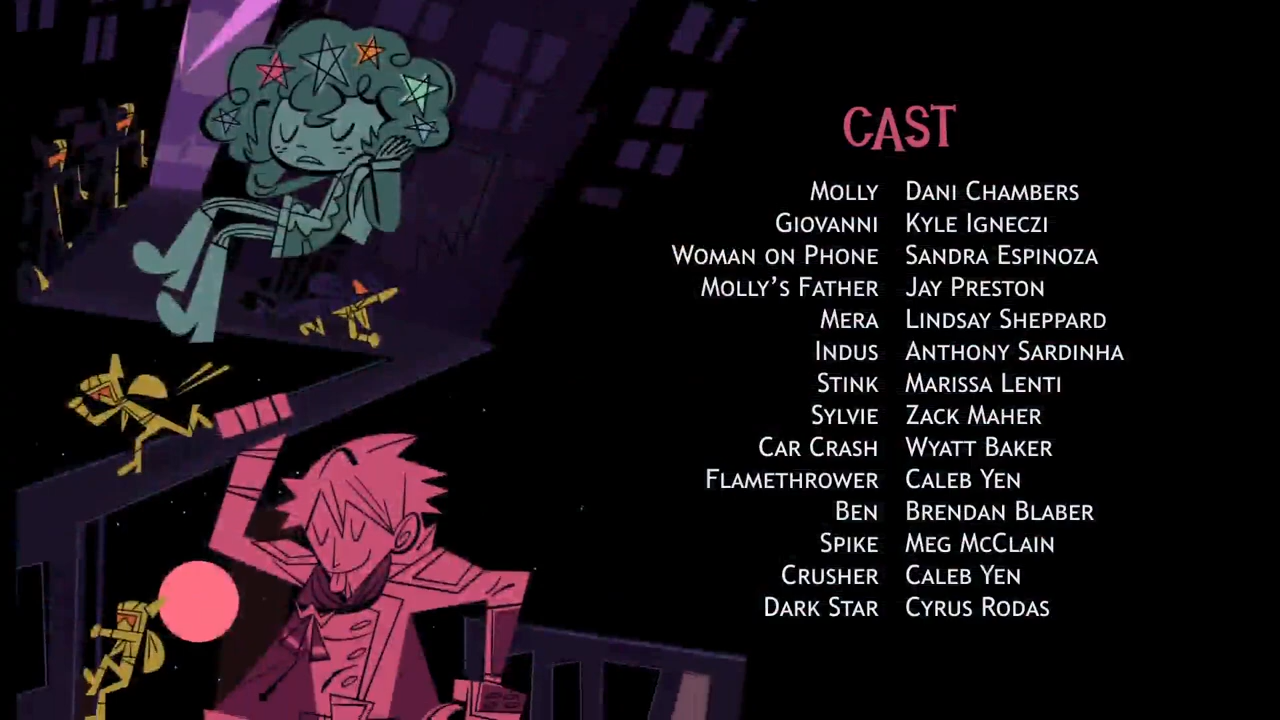 CAST
MOLLY DANI CHAMBERS
GIOVANNI KYLE IGNECZI
WOMAN ON PHONE SANDRA ESPINOZA
MOLLY'S FATHER JAY PRESTON
MERA LINDSAY SHEPPARD
INDUS ANTHONY SARDINHA
STINK MARISSA LENTI
SYLVIE ZACK MAHER
CAR CRASH WYATT BAKER
FLAMETHROWER CALEB YEN
BEN BRENDAN BLABER
SPIKE MEG MCCLAIN
CRUSHER CALEB YEN
DARK STAR CYRUS RODAS